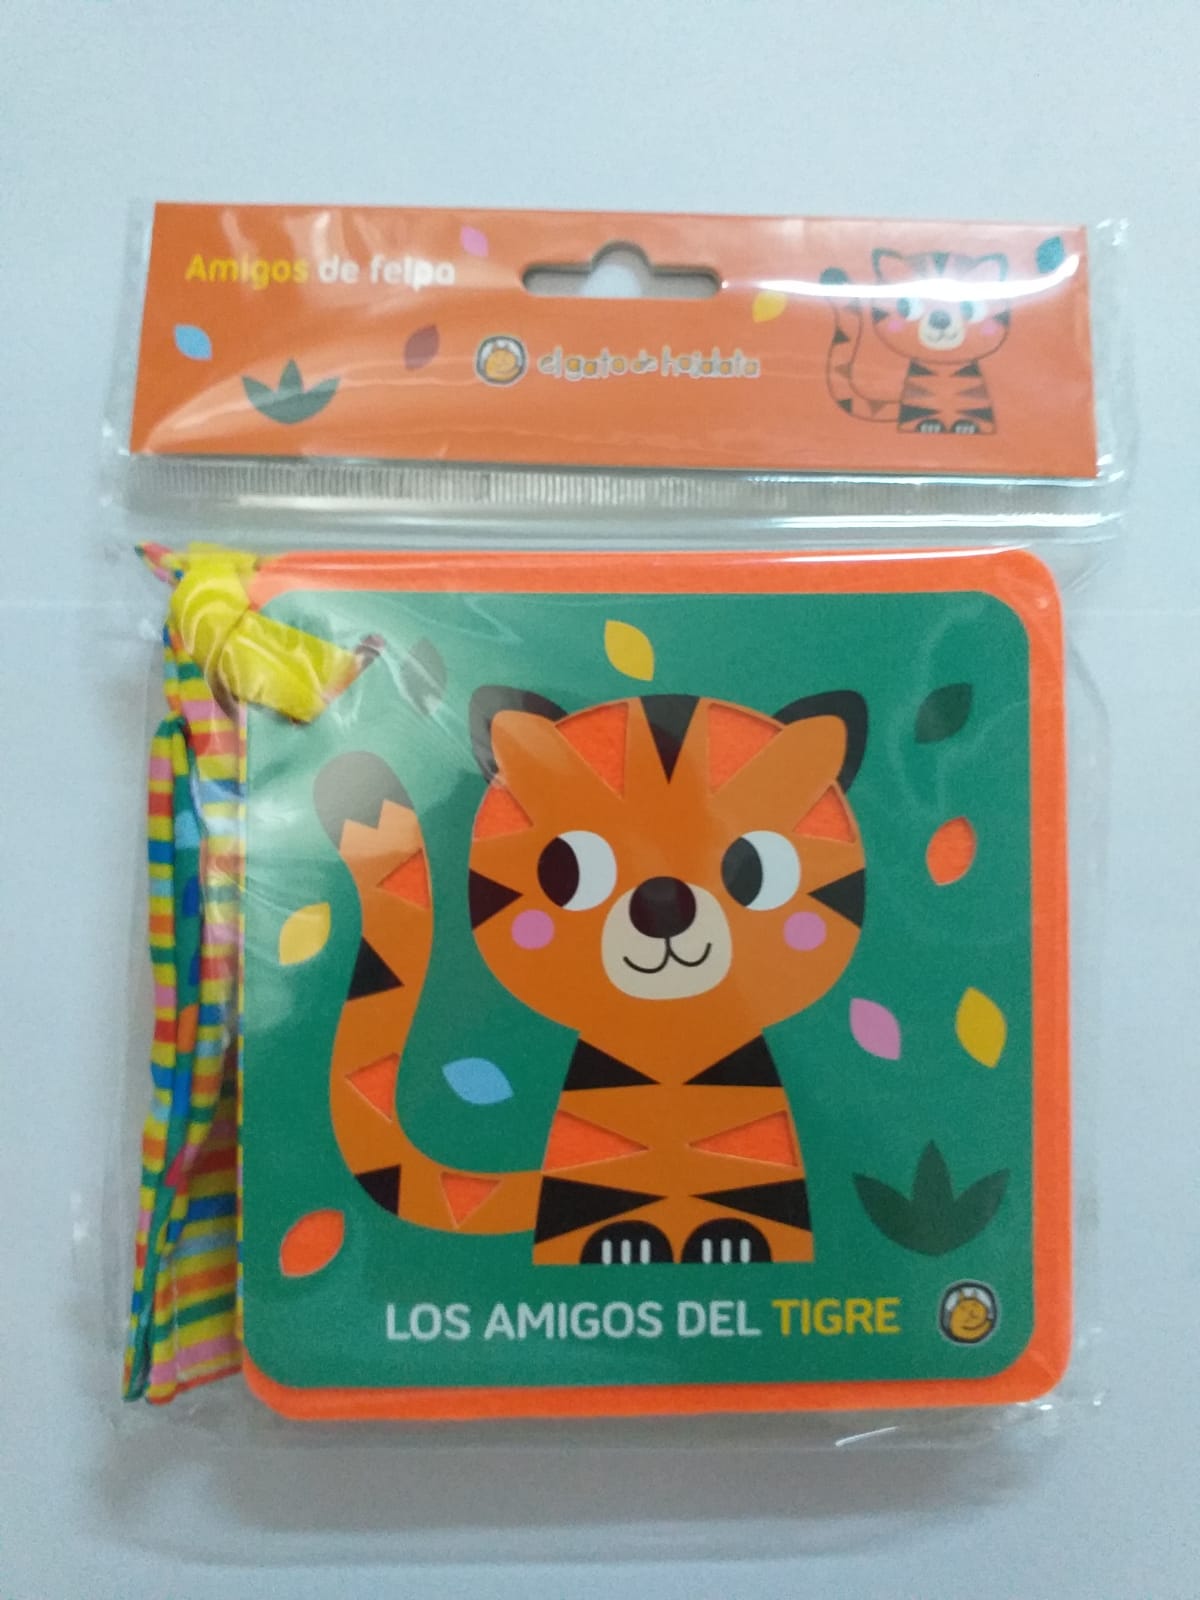 Amigos de felpa
el gato de hojalata
LOS AMIGOS DEL TIGRE